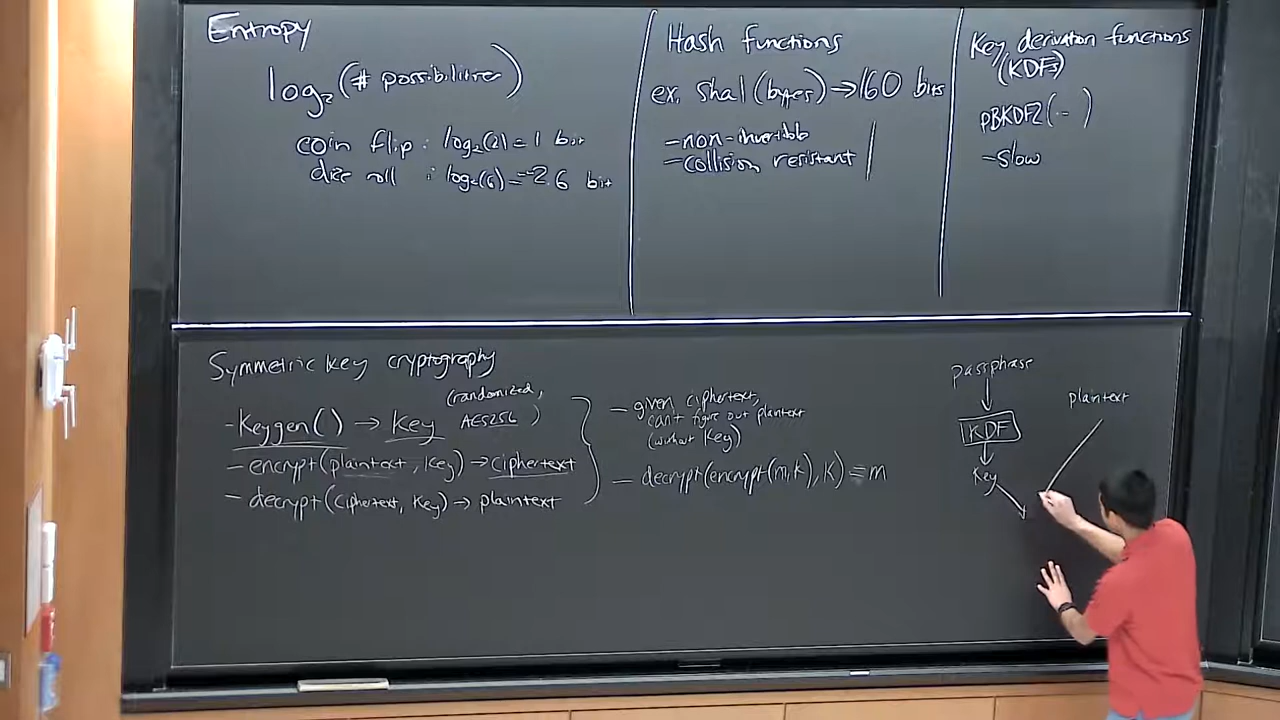 Entropy
log₂(# possibilities)
coin flip : log₂(2) = 1 bit
dice roll : log₂(6) = ~2.6 bit
Hash functions
ex. Sha1(bytes) → 160 bits
- non-invertible
- collision resistant
Key derivation functions
(KDFs)
PBKDF2(...)
- slow
Symmetric key cryptography
- Keygen() → key (randomized, AES256)
- encrypt(plaintext, key) → ciphertext
- decrypt(ciphertext, key) → plaintext
- given ciphertext,
can't figure out plaintext
(without key)
- decrypt(encrypt(m,k), k) = m
passphrase
KDF
key
plaintext